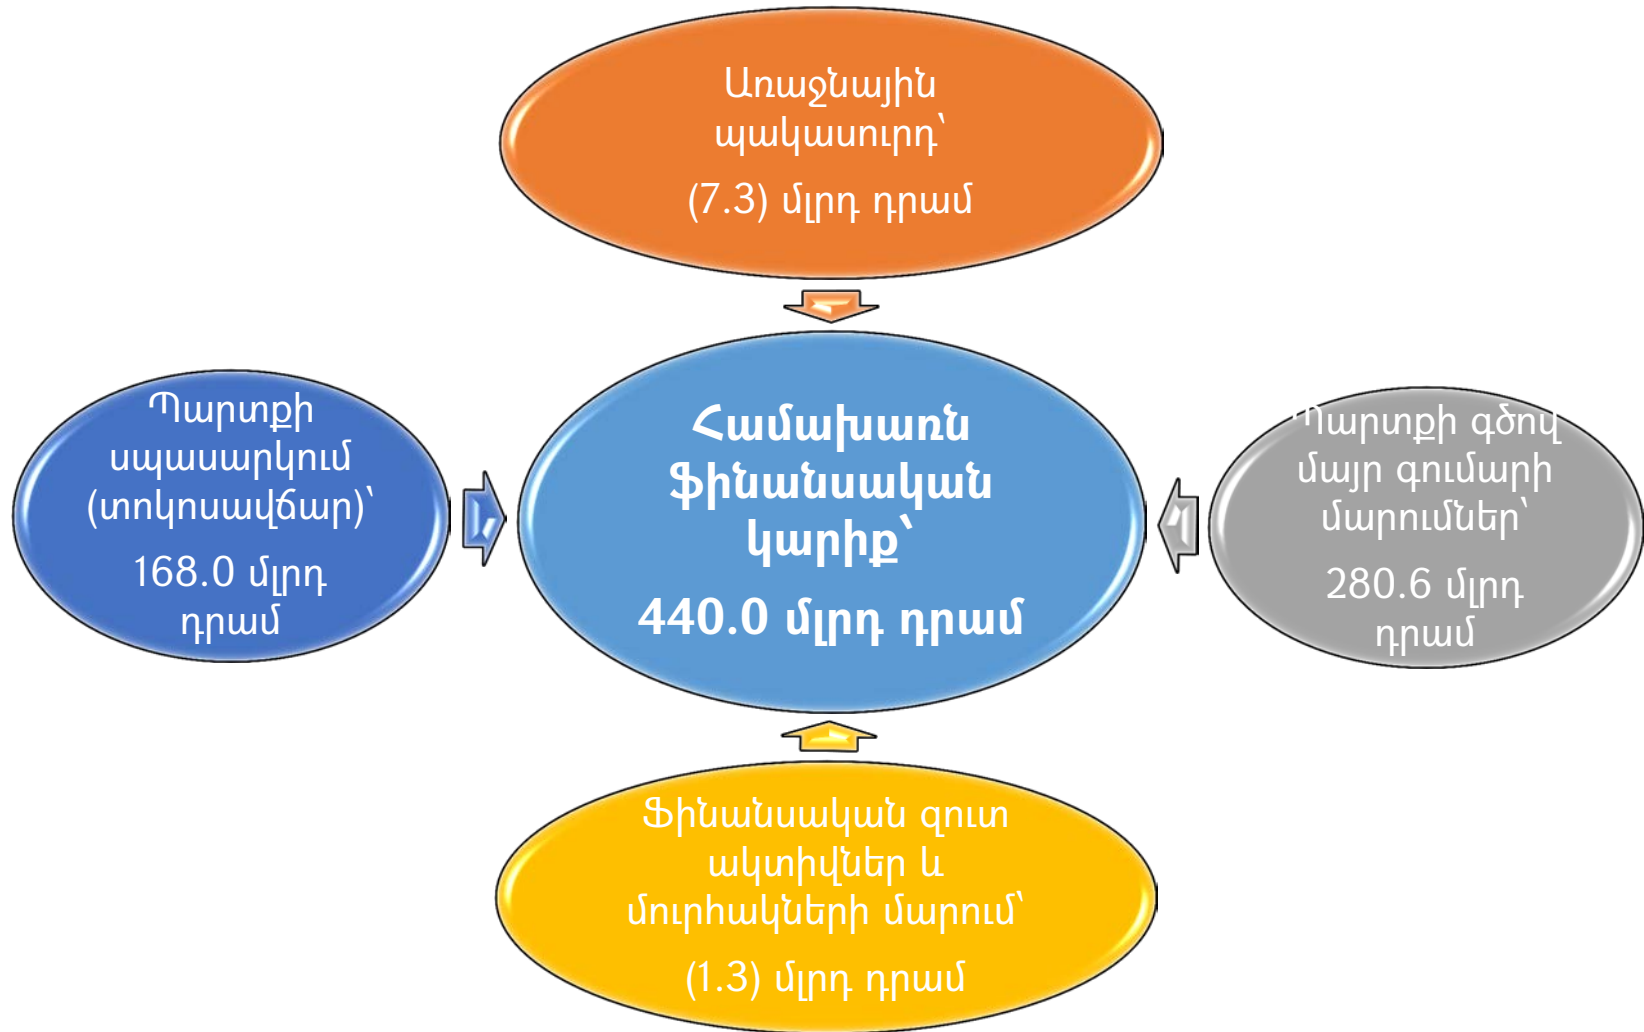 Առաջնային
պակասուրդ՝
(7.3) մլրդ դրամ
Պարտքի
սպասարկում
(տոկոսավճար)՝
168.0 մլրդ
դրամ
Համախառն
ֆինանսական
կարիք՝
440.0 մլրդ դրամ
Պարտքի գծով
մայր գումարի
մարումներ՝
280.6 մլրդ
դրամ
Ֆինանսական զուտ
ակտիվներ և
մուրհակների մարում՝
(1.3) մլրդ դրամ